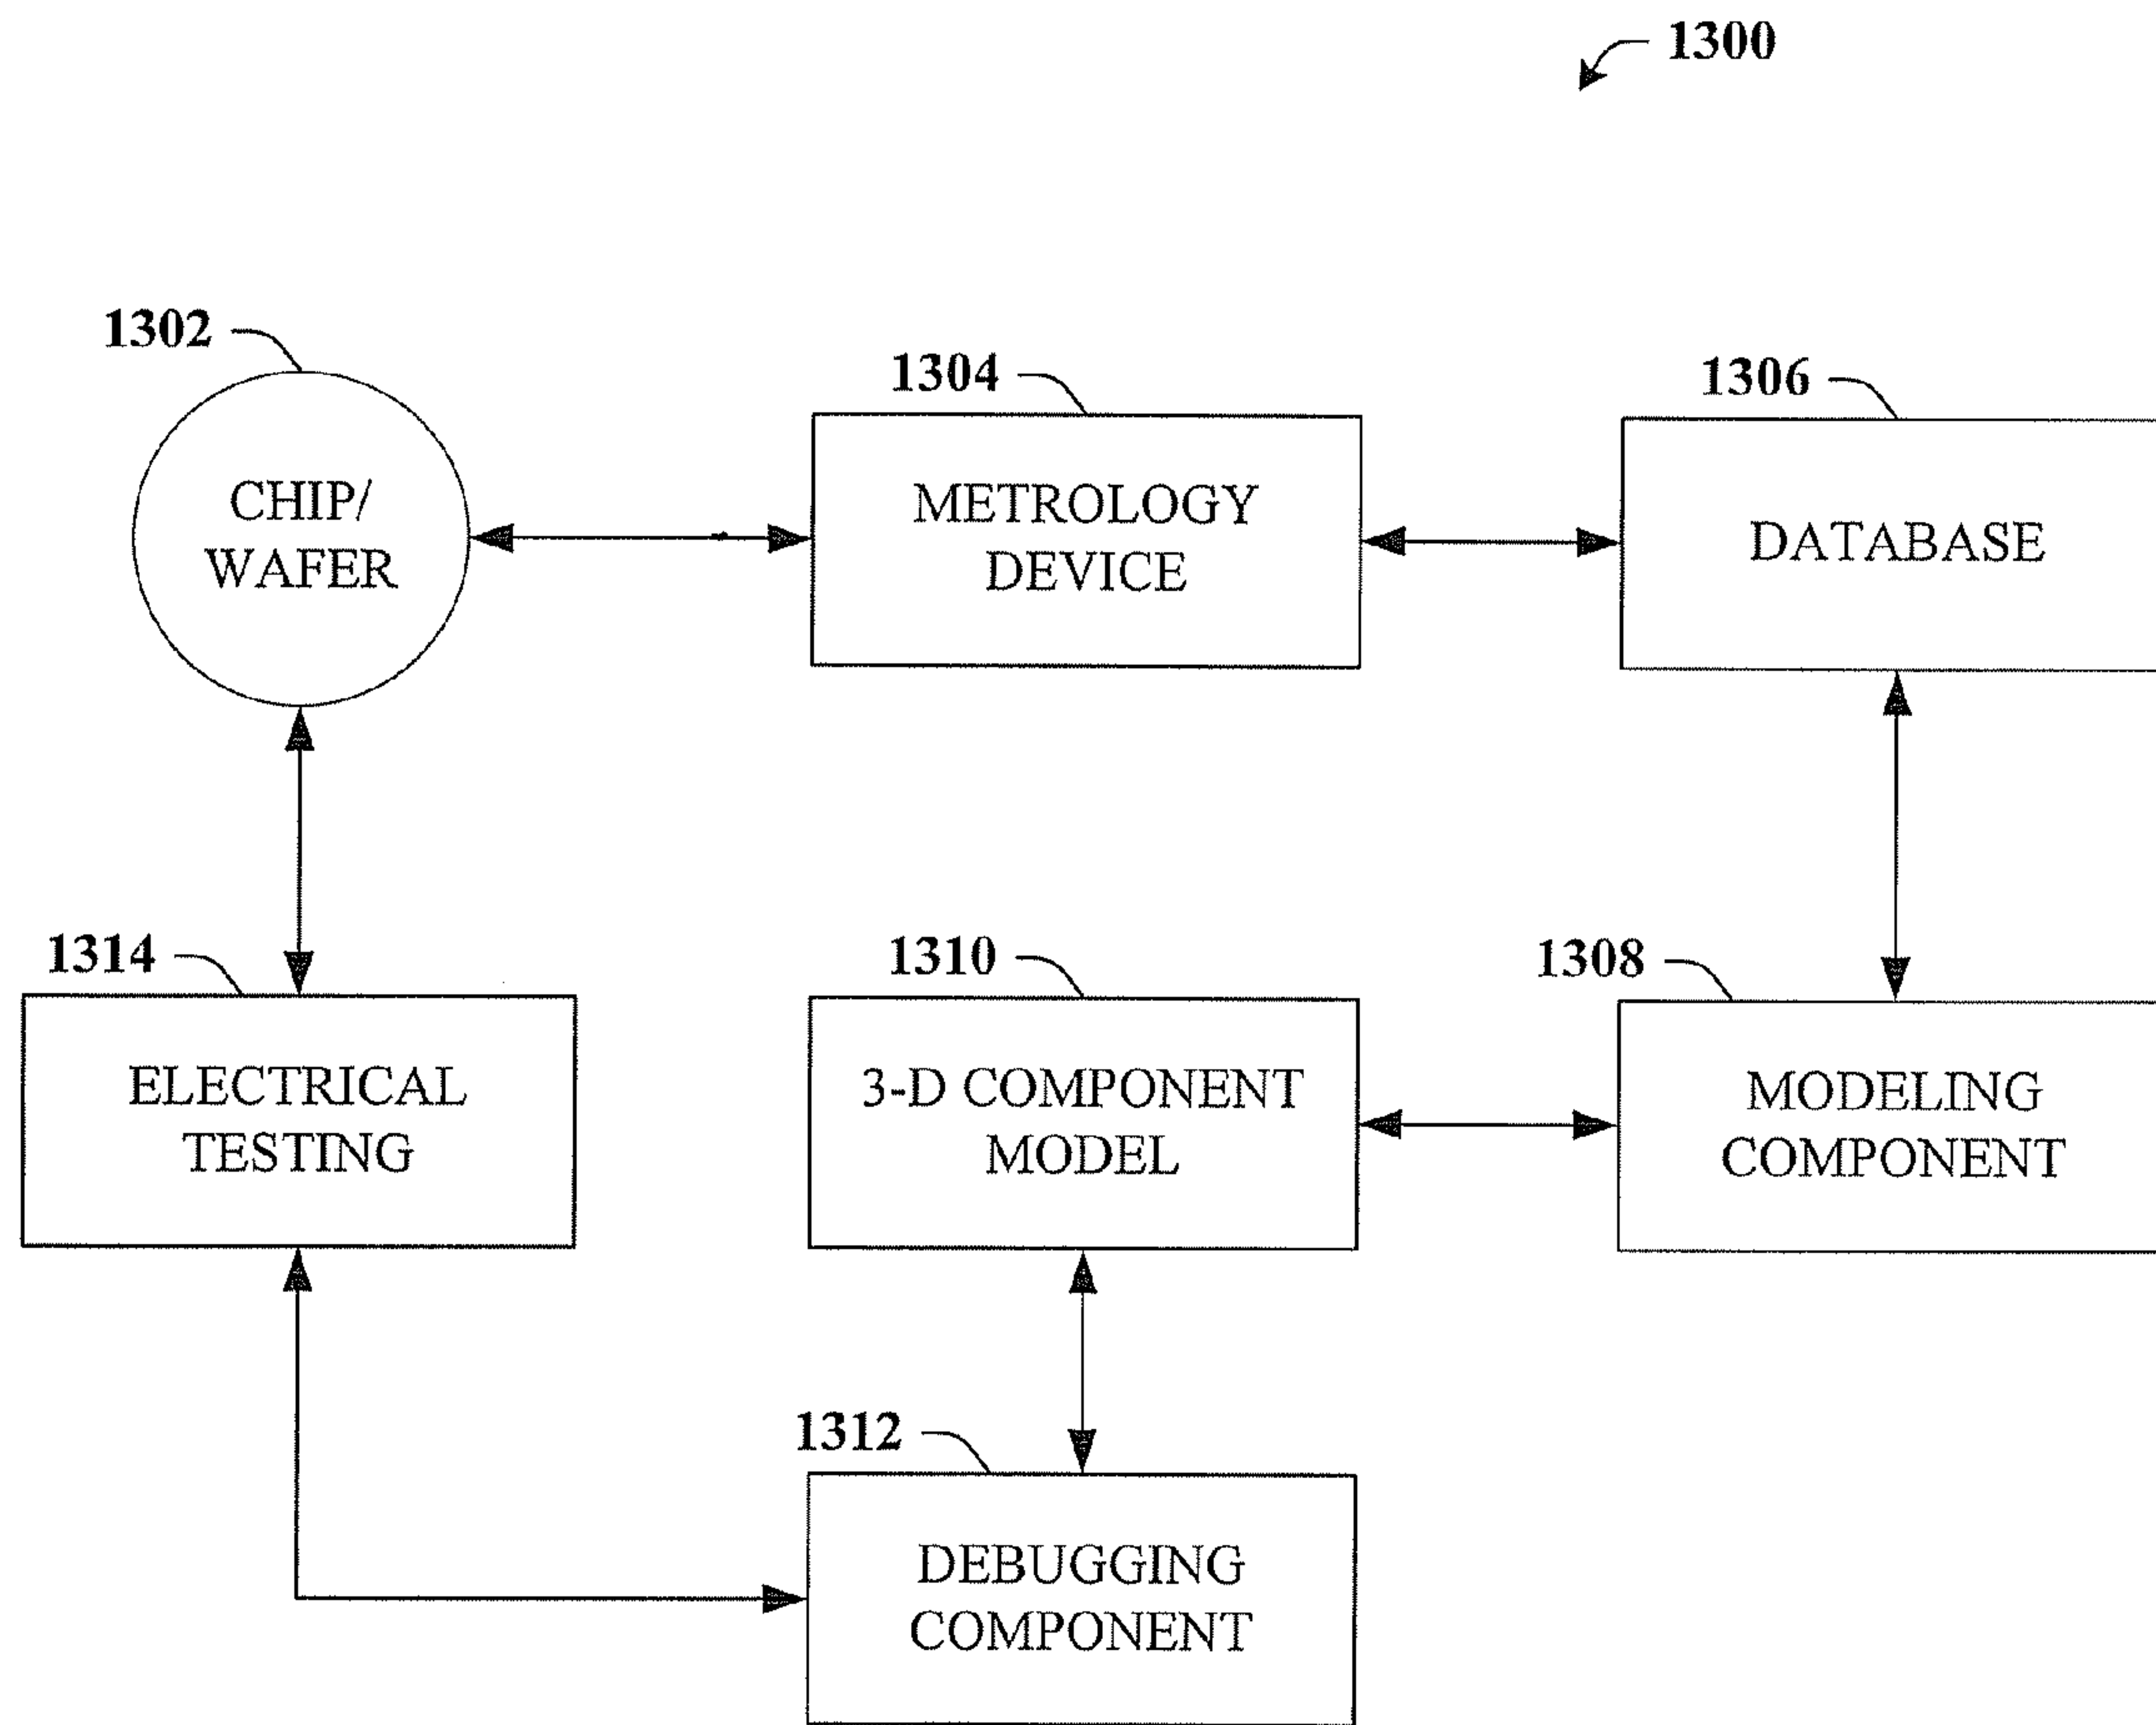 1300
1302
CHIP/
WAFER
1304
METROLOGY
DEVICE
1306
DATABASE
1314
ELECTRICAL
TESTING
1310
3-D COMPONENT
MODEL
1308
MODELING
COMPONENT
1312
DEBUGGING
COMPONENT